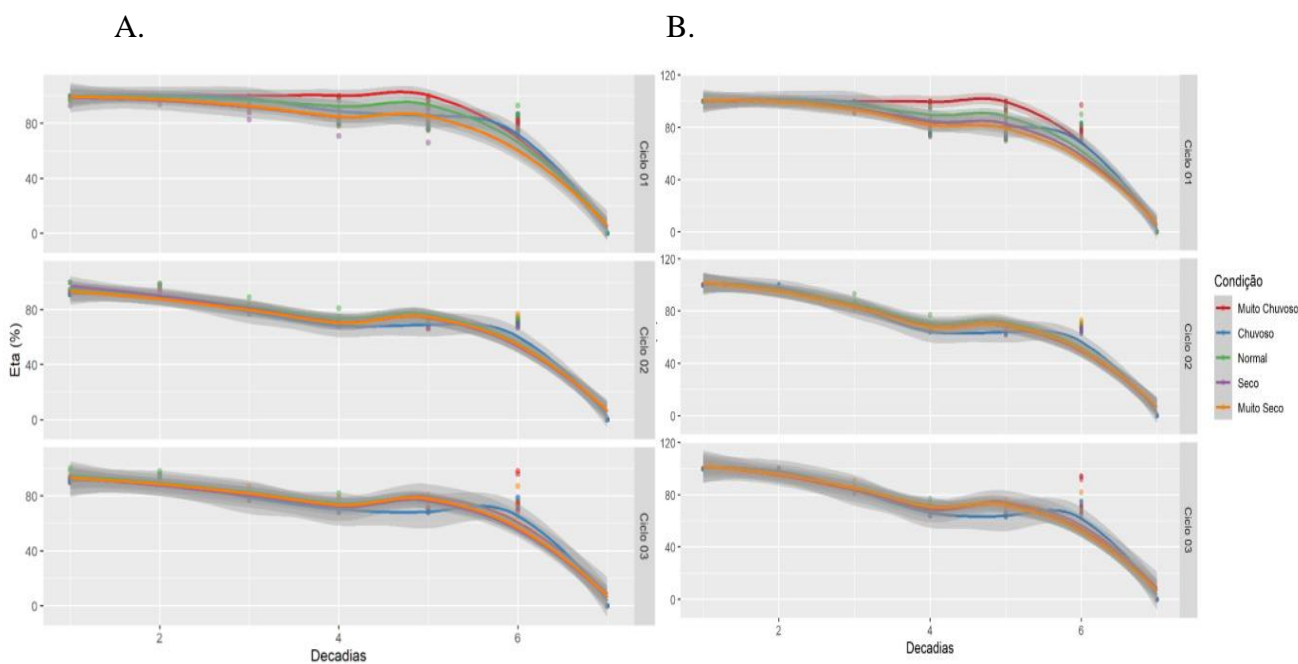 A.
B.
Eta (%)
80
40
0
Ciclo 01
80
40
0
Ciclo 02
80
40
0
Ciclo 03
2
4
6
Decadias
120
80
40
0
Ciclo 01
120
80
40
0
Ciclo 02
120
80
40
0
Ciclo 03
2
4
6
Decadias
Condição
Muito Chuvoso
Chuvoso
Normal
Seco
Muito Seco